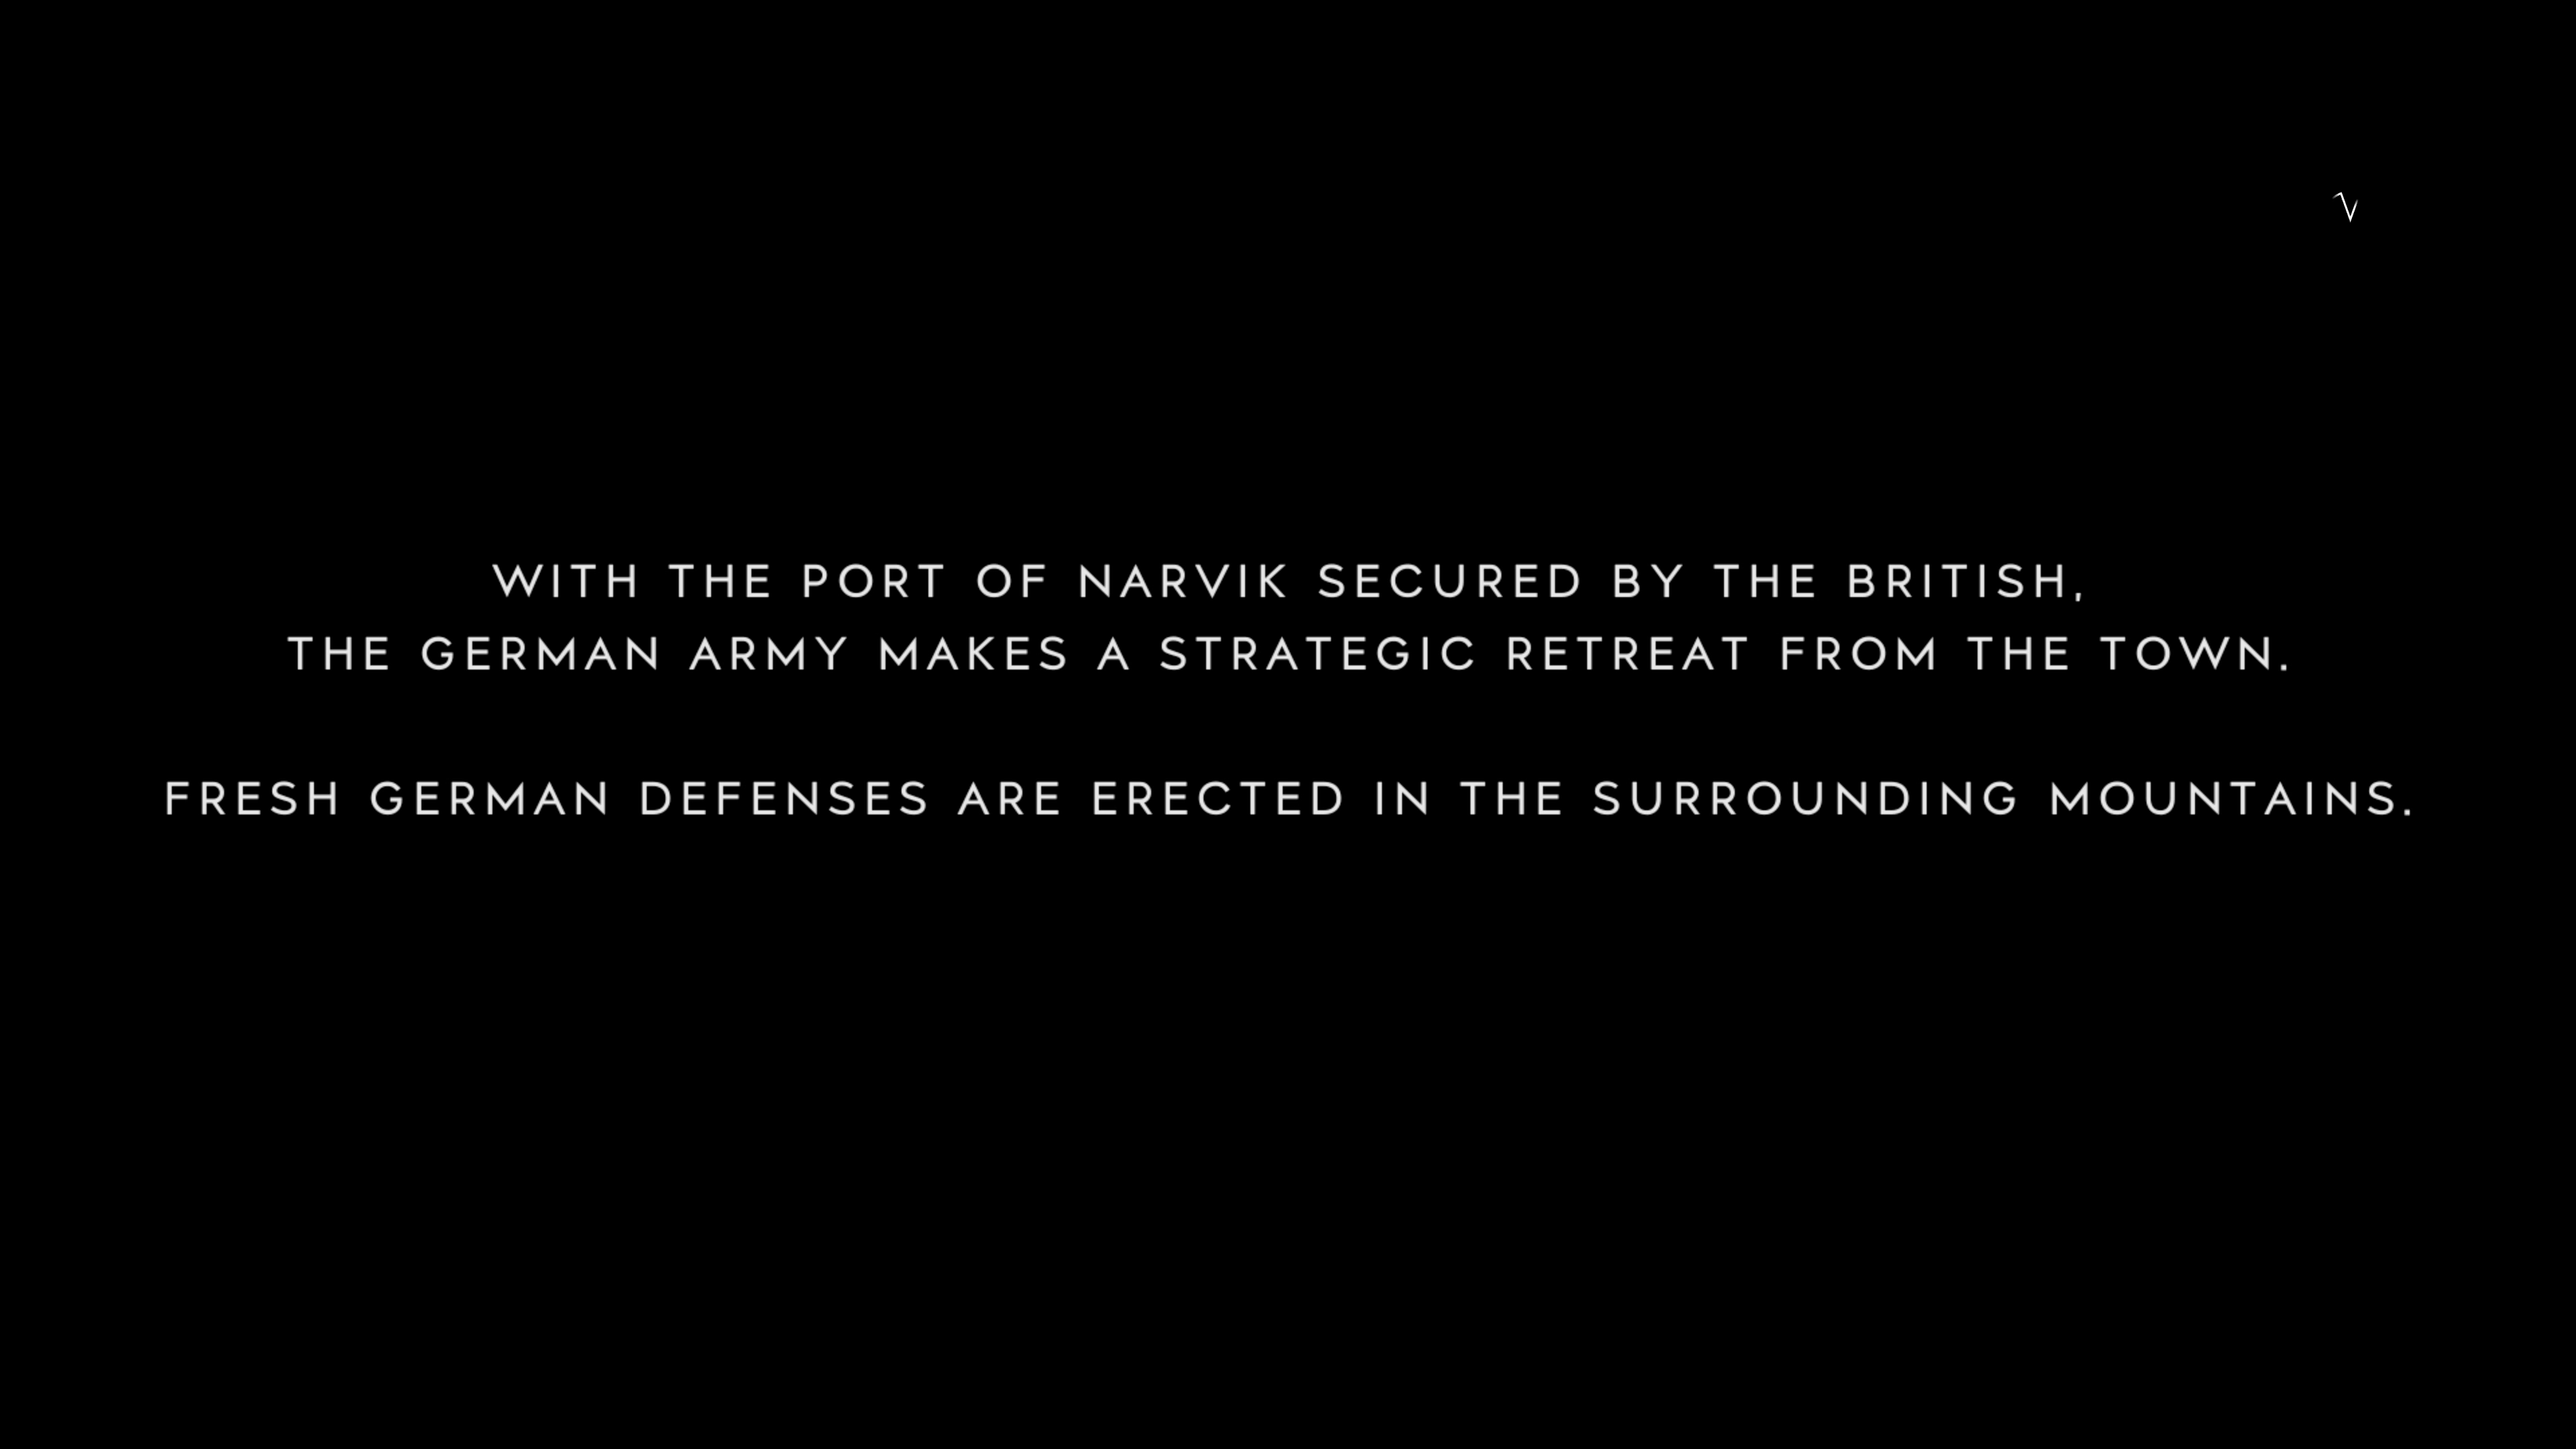 WITH THE PORT OF NARVIK SECURED BY THE BRITISH,
THE GERMAN ARMY MAKES A STRATEGIC RETREAT FROM THE TOWN.
FRESH GERMAN DEFENSES ARE ERECTED IN THE SURROUNDING MOUNTAINS.